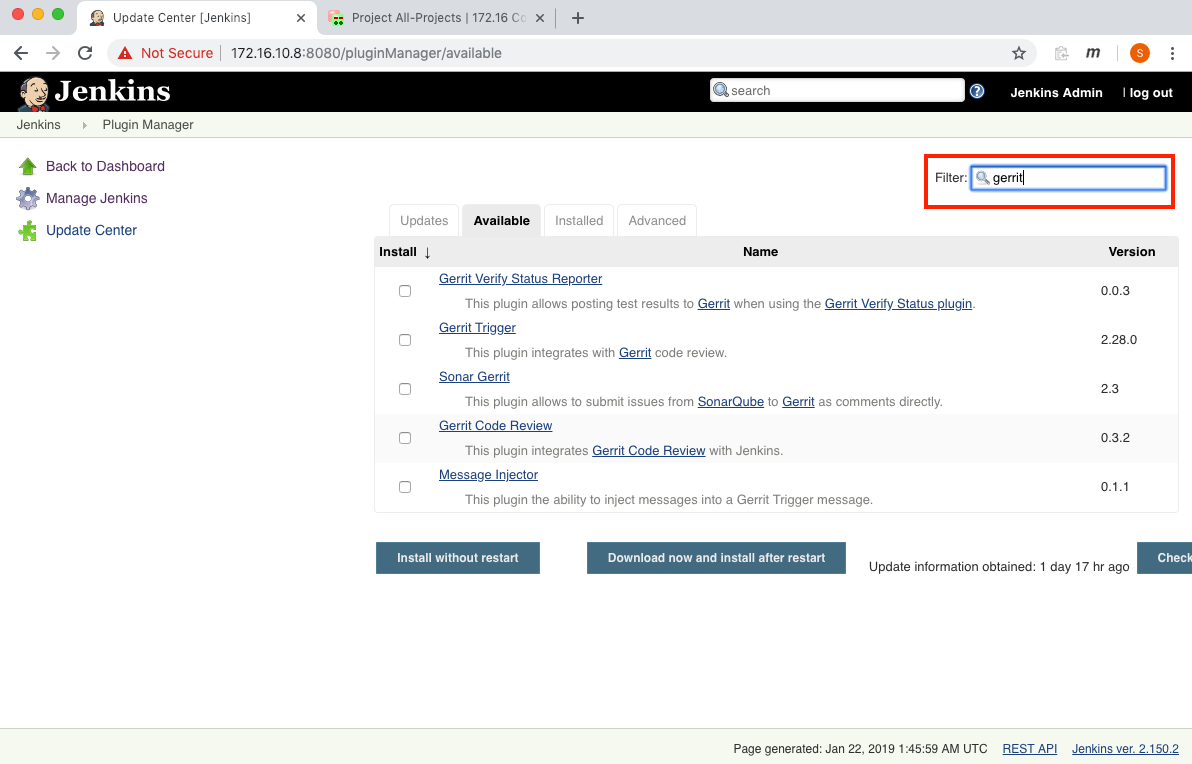 Update Center [Jenkins]
Project All-Projects | 172.16 Co
Not Secure
172.16.10.8:8080/pluginManager/available
m
S
Jenkins
search
?
Jenkins Admin
| log out
Jenkins
Plugin Manager
Back to Dashboard
Manage Jenkins
Update Center
Filter:
gerrit
Updates
Available
Installed
Advanced
Install ↓
Name
Version
Gerrit Verify Status Reporter
This plugin allows posting test results to Gerrit when using the Gerrit Verify Status plugin.
0.0.3
Gerrit Trigger
This plugin integrates with Gerrit code review.
2.28.0
Sonar Gerrit
This plugin allows to submit issues from SonarQube to Gerrit as comments directly.
2.3
Gerrit Code Review
This plugin integrates Gerrit Code Review with Jenkins.
0.3.2
Message Injector
This plugin the ability to inject messages into a Gerrit Trigger message.
0.1.1
Install without restart
Download now and install after restart
Update information obtained: 1 day 17 hr ago
Check
Page generated: Jan 22, 2019 1:45:59 AM UTC
REST API
Jenkins ver. 2.150.2